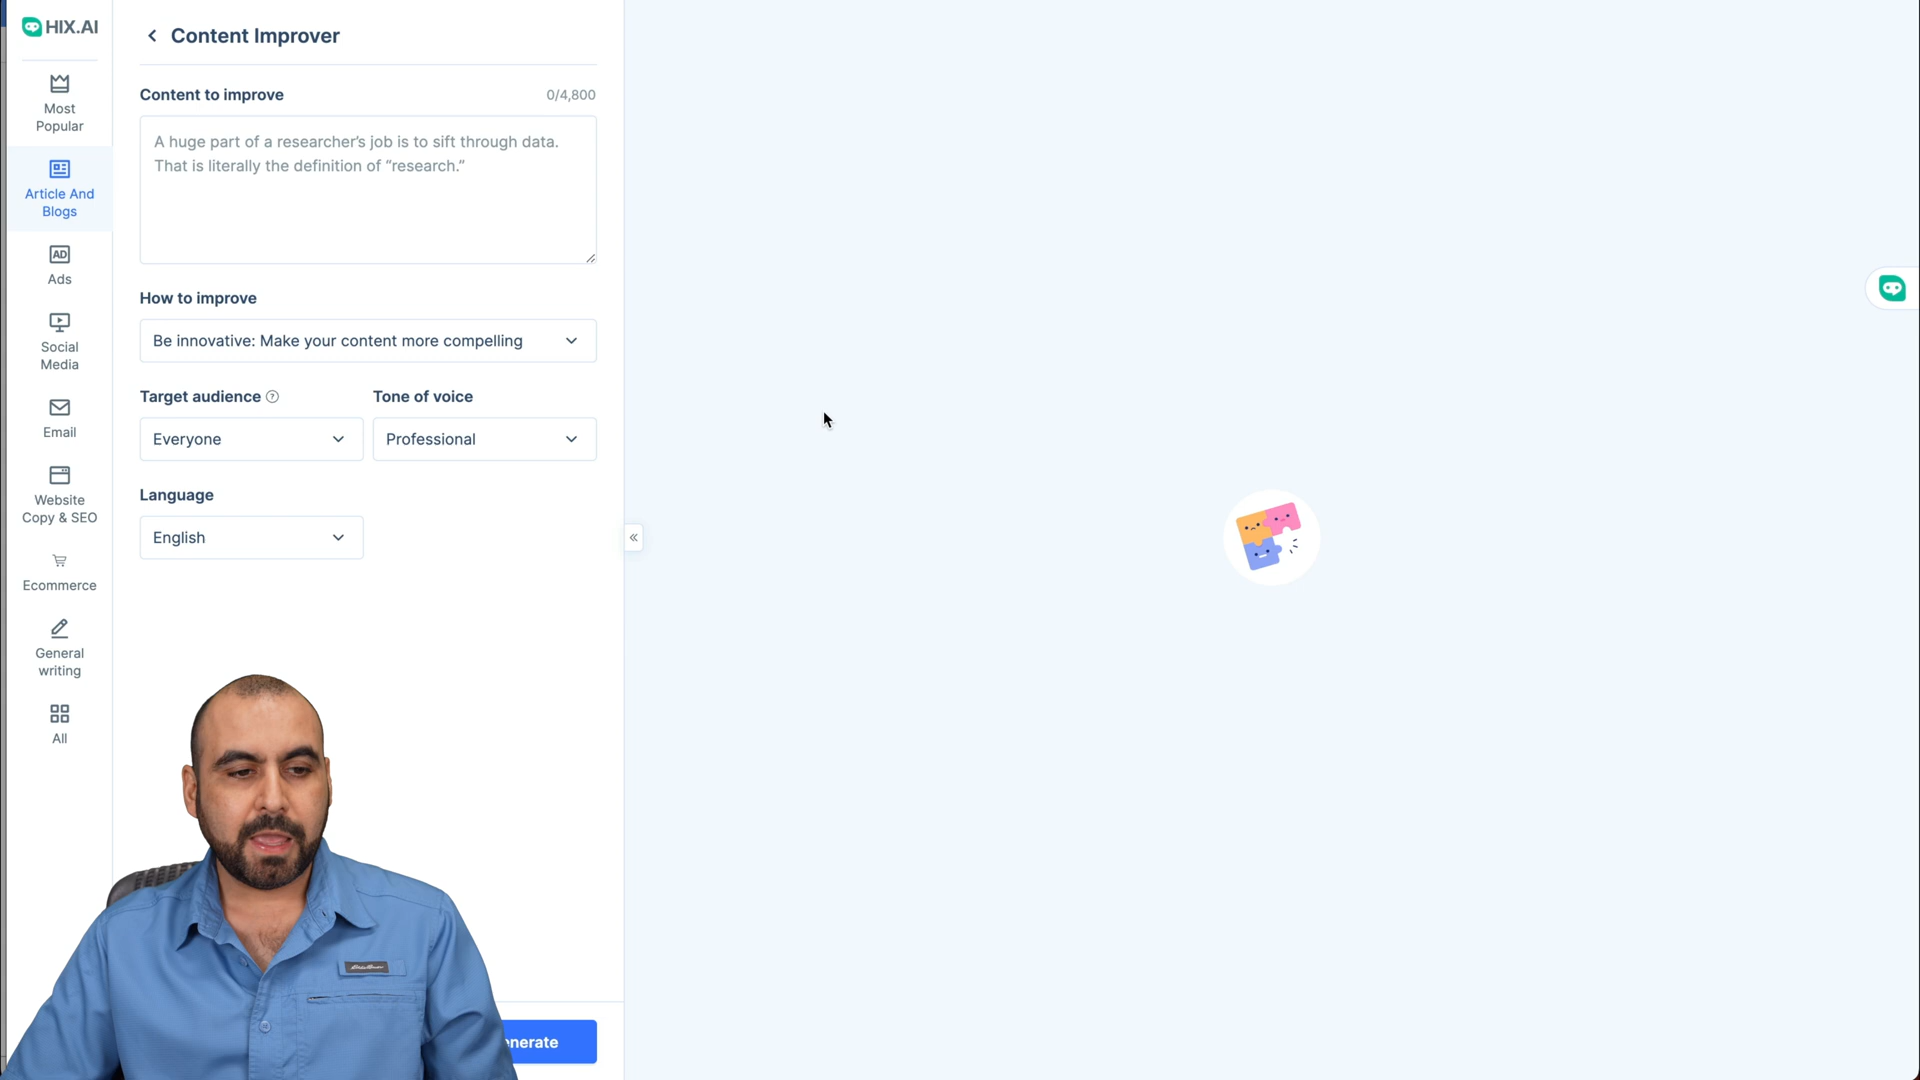 HIX.AI
Content Improver
Most
Popular
Article And
Blogs
AD
Ads
Social
Media
Email
Website
Copy & SEO
Ecommerce
General
writing
All
Content to improve
0/4,800
A huge part of a researcher’s job is to sift through data.
That is literally the definition of “research.”
How to improve
Be innovative: Make your content more compelling
Target audience ?
Tone of voice
Everyone
Professional
Language
English
«
enerate